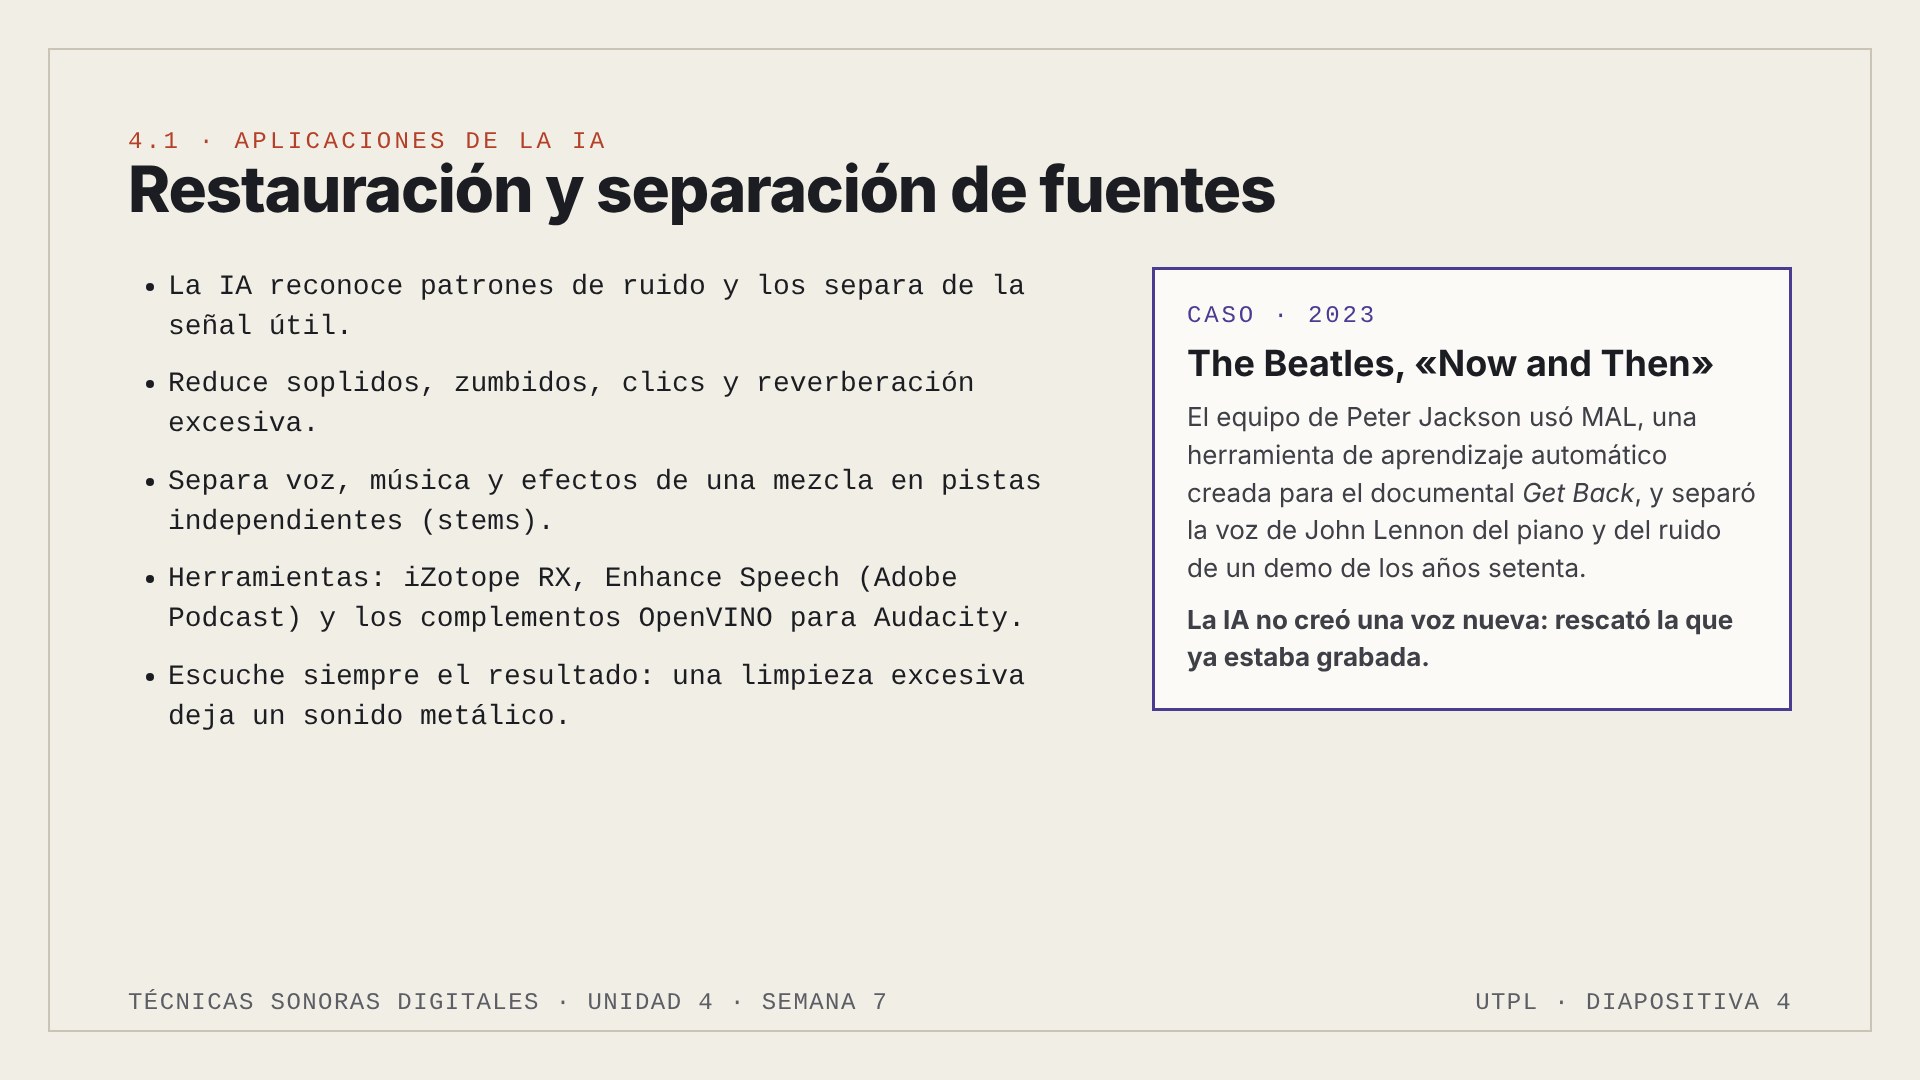 4.1 · APLICACIONES DE LA IA
Restauración y separación de fuentes
• La IA reconoce patrones de ruido y los separa de la
señal útil.
• Reduce soplidos, zumbidos, clics y reverberación
excesiva.
• Separa voz, música y efectos de una mezcla en pistas
independientes (stems).
• Herramientas: iZotope RX, Enhance Speech (Adobe
Podcast) y los complementos OpenVINO para Audacity.
• Escuche siempre el resultado: una limpieza excesiva
deja un sonido metálico.
CASO · 2023
The Beatles, «Now and Then»
El equipo de Peter Jackson usó MAL, una
herramienta de aprendizaje automático
creada para el documental Get Back, y separó
la voz de John Lennon del piano y del ruido
de un demo de los años setenta.
La IA no creó una voz nueva: rescató la que
ya estaba grabada.
TÉCNICAS SONORAS DIGITALES · UNIDAD 4 · SEMANA 7
UTPL · DIAPOSITIVA 4